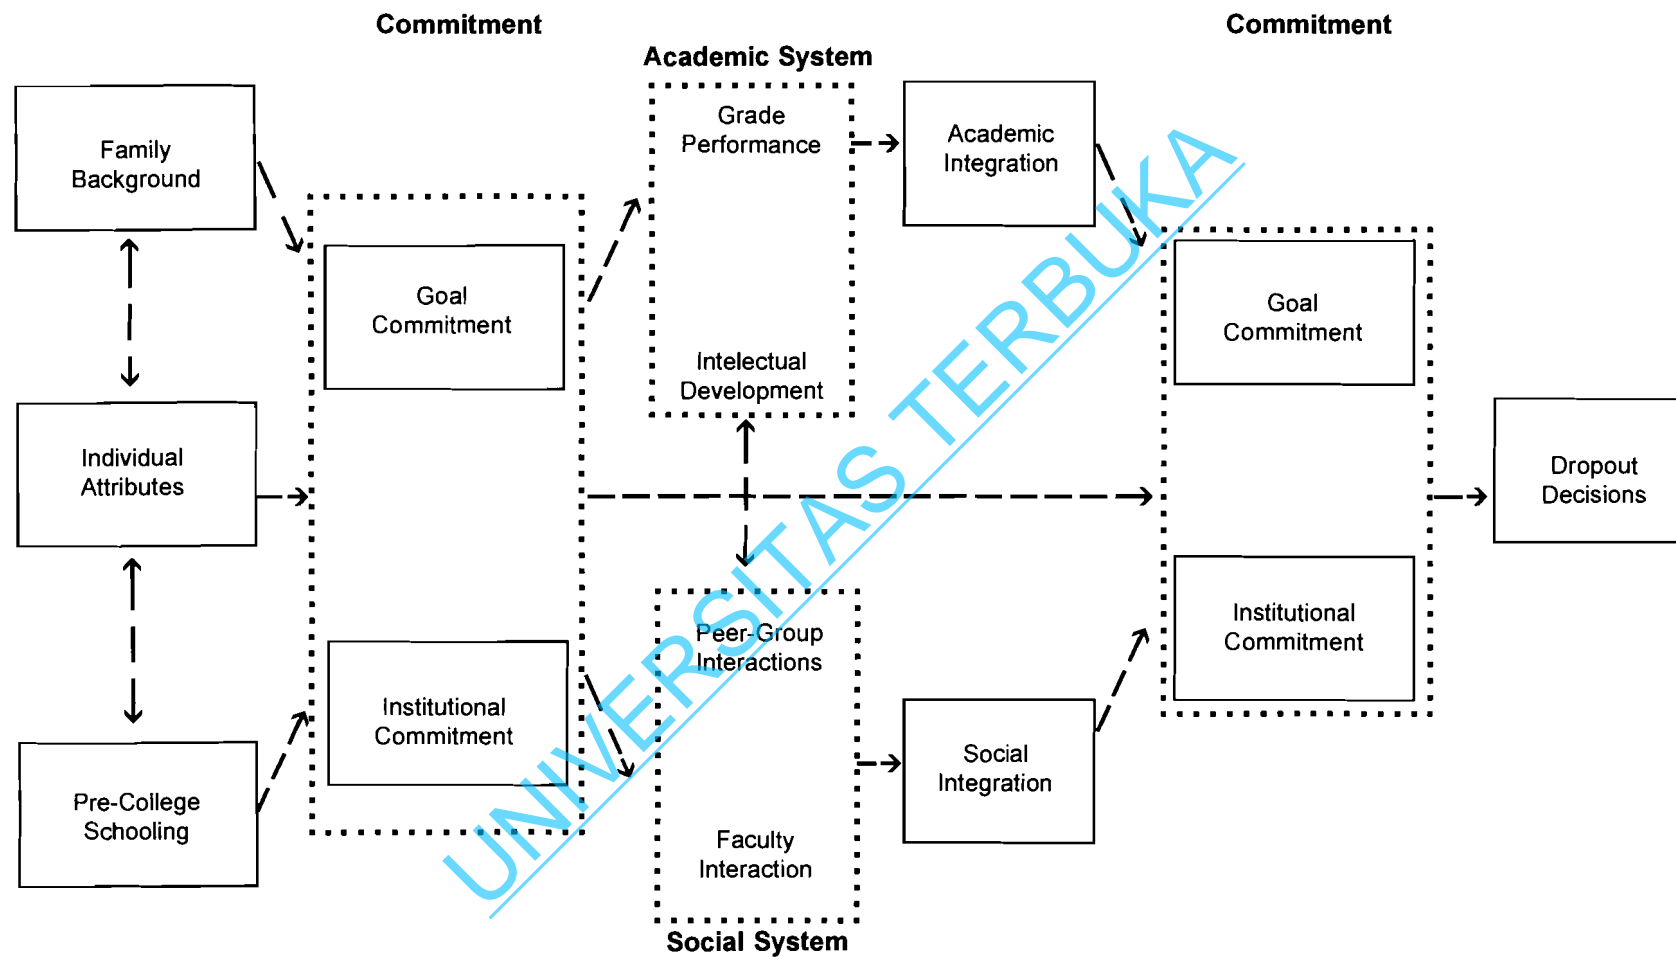 Commitment
Commitment
Academic System
Family
Background
Grade
Performance
Academic
Integration
Goal
Commitment
Goal
Commitment
Intelectual
Development
Individual
Attributes
Dropout
Decisions
Peer-Group
Interactions
Institutional
Commitment
Institutional
Commitment
Social
Integration
Pre-College
Schooling
Faculty
Interaction
Social System
UNIVERSITAS TERBUKA